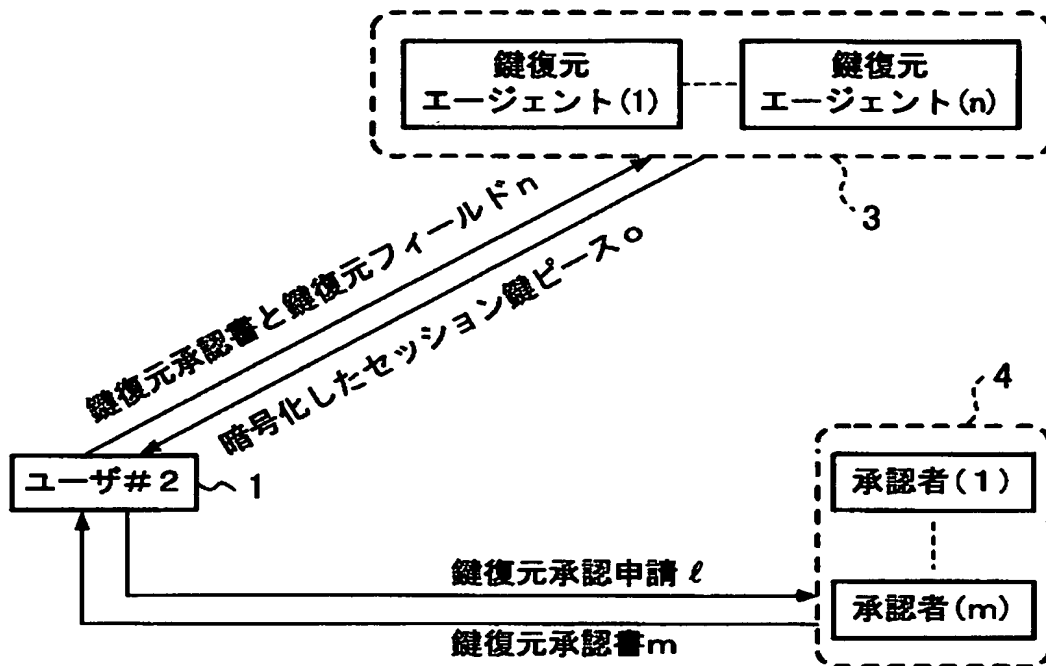 鍵復元
エージェント(1)
鍵復元
エージェント(n)
3
鍵復元承認書と鍵復元フィールドn
暗号化したセッション鍵ピースo
4
ユーザ#2
1
承認者(1)
鍵復元承認申請ℓ
承認者(m)
鍵復元承認書m